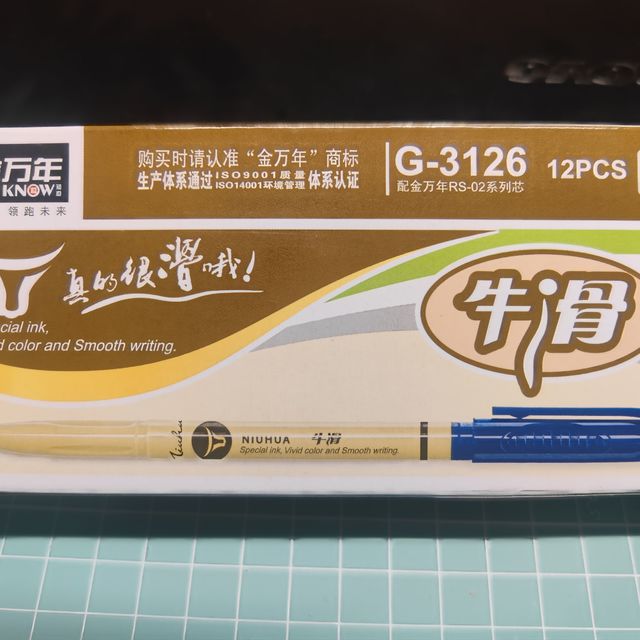 金万年
KNOW
领跑未来
购买时请认准“金万年”商标
生产体系通过 ISO9001质量 ISO14001环境管理 体系认证
G-3126
12PCS
配金万年RS-02系列芯
真的很滑哦!
ecial ink,
d color and Smooth writing.
牛滑
Niuhua
NIUHUA 牛滑
Special ink, Vivid color and Smooth writing.